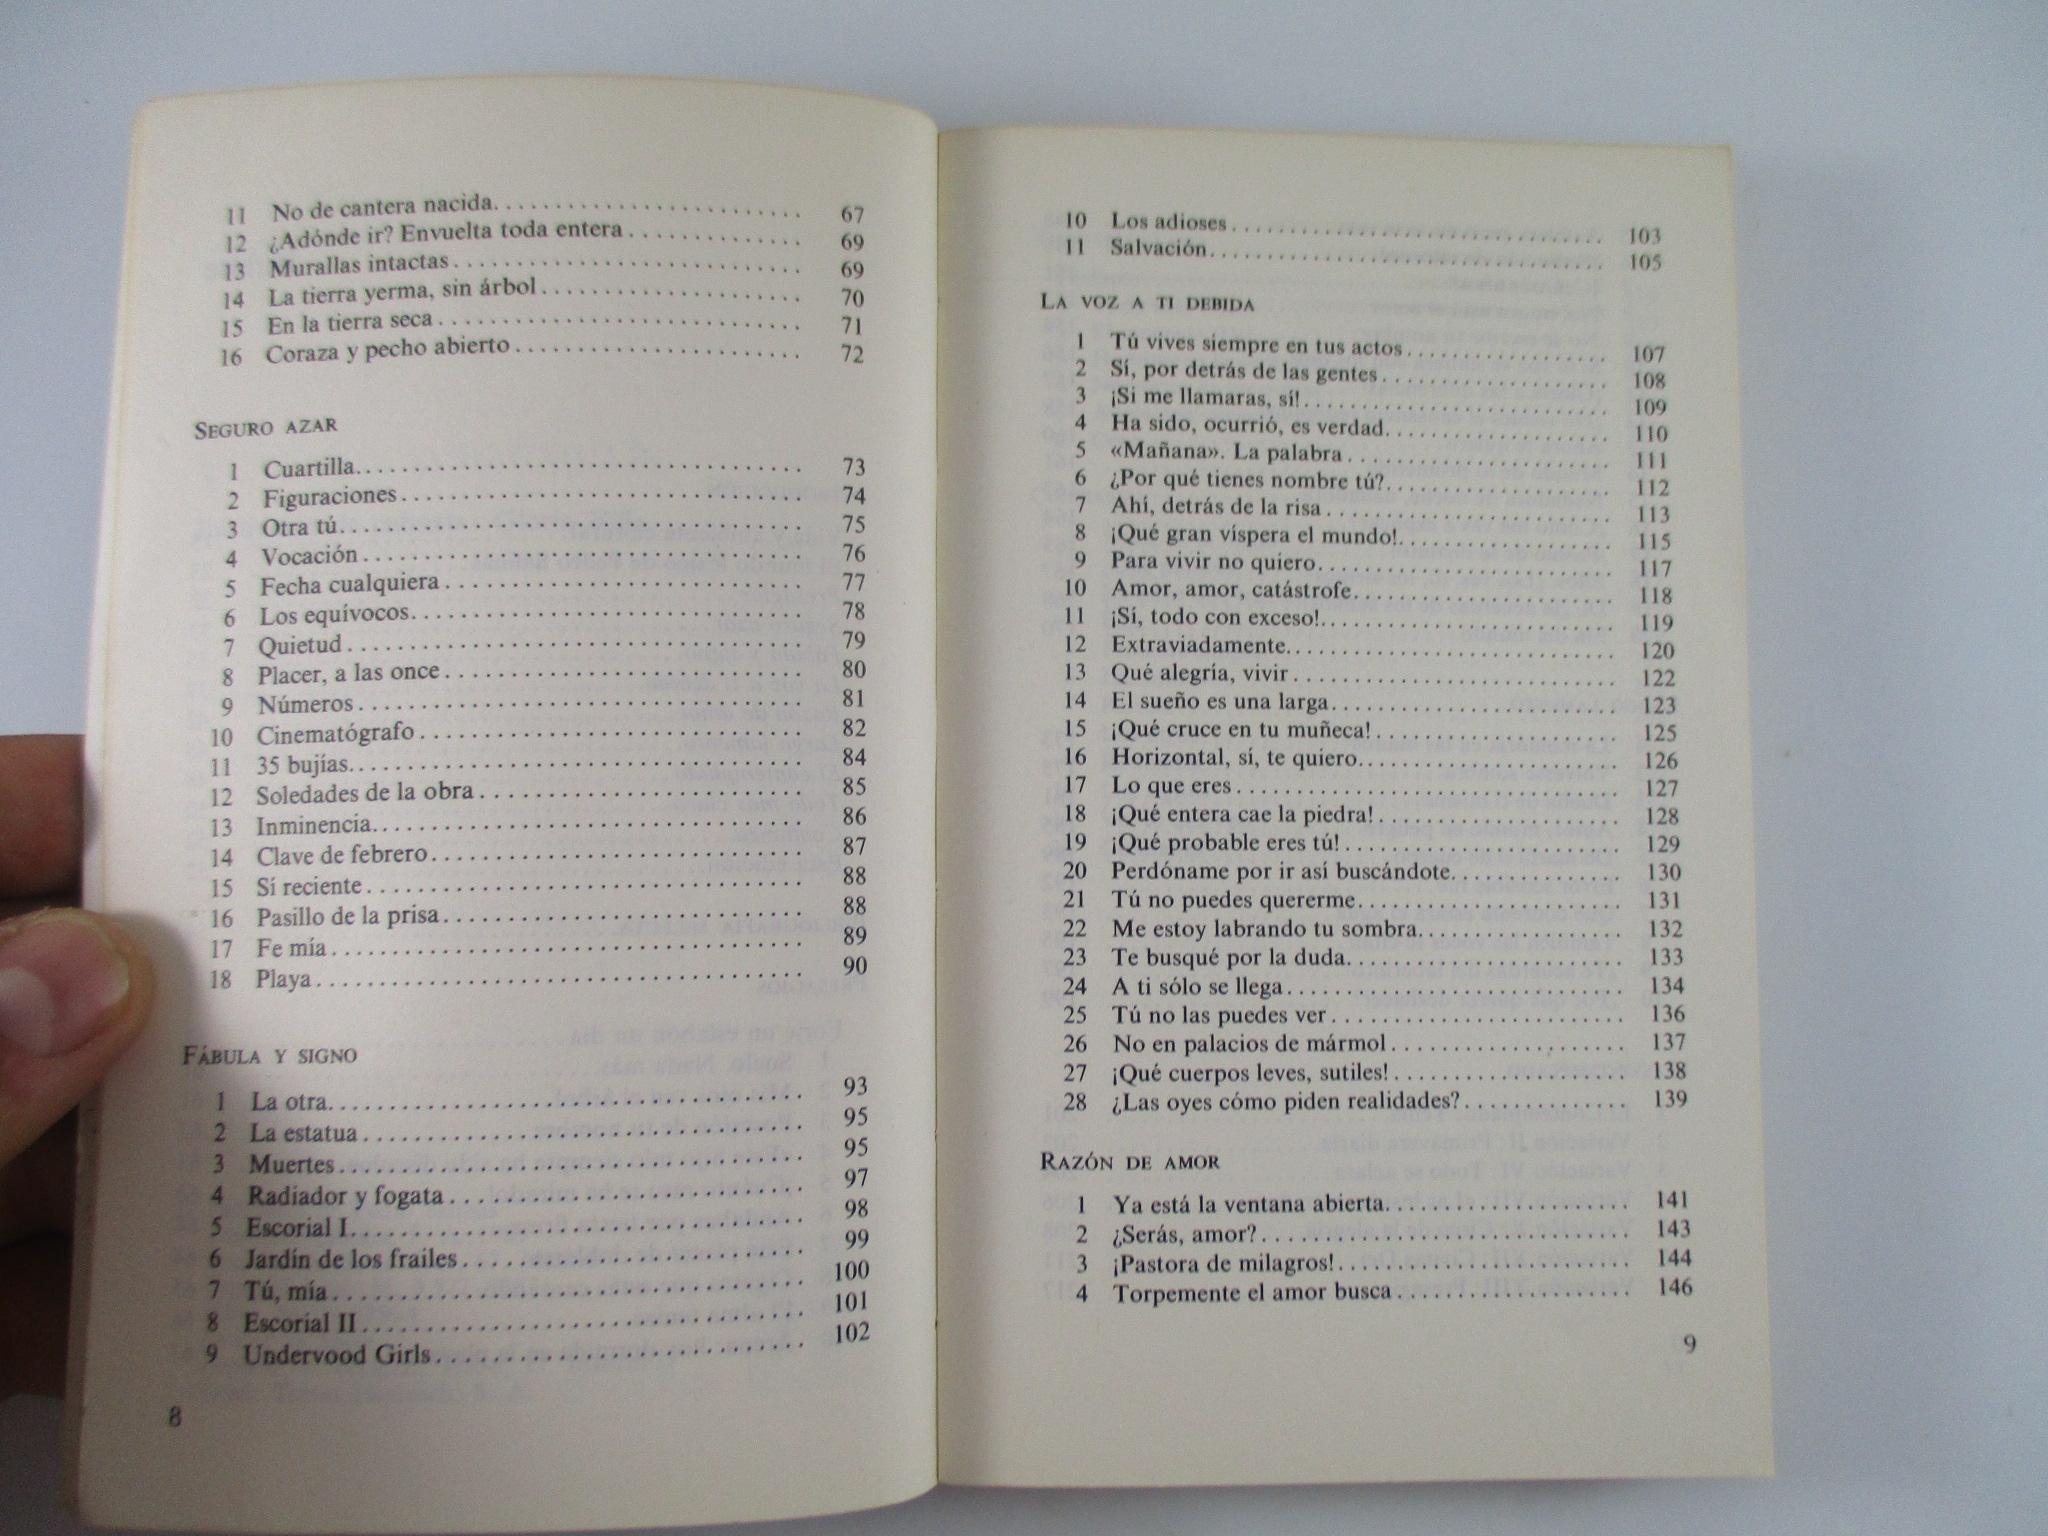 11 No de cantera nacida. . . . . . . . . . . . . . . . . . . . . . . . 67
12 ¿Adónde ir? Envuelta toda entera . . . . . . . . . . . . . 69
13 Murallas intactas . . . . . . . . . . . . . . . . . . . . . . . . . . . 69
14 La tierra yerma, sin árbol . . . . . . . . . . . . . . . . . . . . 70
15 En la tierra seca . . . . . . . . . . . . . . . . . . . . . . . . . . . . 71
16 Coraza y pecho abierto . . . . . . . . . . . . . . . . . . . . . . 72
SEGURO AZAR
1 Cuartilla. . . . . . . . . . . . . . . . . . . . . . . . . . . . . . . . . . 73
2 Figuraciones . . . . . . . . . . . . . . . . . . . . . . . . . . . . . . . 74
3 Otra tú. . . . . . . . . . . . . . . . . . . . . . . . . . . . . . . . . . . 75
4 Vocación . . . . . . . . . . . . . . . . . . . . . . . . . . . . . . . . . . 76
5 Fecha cualquiera . . . . . . . . . . . . . . . . . . . . . . . . . . . 77
6 Los equívocos. . . . . . . . . . . . . . . . . . . . . . . . . . . . . . 78
7 Quietud . . . . . . . . . . . . . . . . . . . . . . . . . . . . . . . . . . . 79
8 Placer, a las once . . . . . . . . . . . . . . . . . . . . . . . . . . . 80
9 Números . . . . . . . . . . . . . . . . . . . . . . . . . . . . . . . . . . 81
10 Cinematógrafo . . . . . . . . . . . . . . . . . . . . . . . . . . . . . 82
11 35 bujías. . . . . . . . . . . . . . . . . . . . . . . . . . . . . . . . . . 84
12 Soledades de la obra . . . . . . . . . . . . . . . . . . . . . . . . 85
13 Inminencia. . . . . . . . . . . . . . . . . . . . . . . . . . . . . . . . 86
14 Clave de febrero . . . . . . . . . . . . . . . . . . . . . . . . . . . . 87
15 Sí reciente . . . . . . . . . . . . . . . . . . . . . . . . . . . . . . . . . 88
16 Pasillo de la prisa . . . . . . . . . . . . . . . . . . . . . . . . . . . 88
17 Fe mía . . . . . . . . . . . . . . . . . . . . . . . . . . . . . . . . . . . . 89
18 Playa . . . . . . . . . . . . . . . . . . . . . . . . . . . . . . . . . . . . . 90
FÁBULA Y SIGNO
1 La otra. . . . . . . . . . . . . . . . . . . . . . . . . . . . . . . . . . . . 93
2 La estatua . . . . . . . . . . . . . . . . . . . . . . . . . . . . . . . . . 95
3 Muertes . . . . . . . . . . . . . . . . . . . . . . . . . . . . . . . . . . . 95
4 Radiador y fogata . . . . . . . . . . . . . . . . . . . . . . . . . . . 97
5 Escorial I. . . . . . . . . . . . . . . . . . . . . . . . . . . . . . . . . . 98
6 Jardín de los frailes . . . . . . . . . . . . . . . . . . . . . . . . . . 99
7 Tú, mía . . . . . . . . . . . . . . . . . . . . . . . . . . . . . . . . . . . 100
8 Escorial II . . . . . . . . . . . . . . . . . . . . . . . . . . . . . . . . . 101
9 Undervood Girls. . . . . . . . . . . . . . . . . . . . . . . . . . . . 102
8
10 Los adioses . . . . . . . . . . . . . . . . . . . . . . . . . . . . . . . . 103
11 Salvación. . . . . . . . . . . . . . . . . . . . . . . . . . . . . . . . . . 105
LA VOZ A TI DEBIDA
1 Tú vives siempre en tus actos . . . . . . . . . . . . . . . . . 107
2 Sí, por detrás de las gentes . . . . . . . . . . . . . . . . . . . 108
3 ¡Si me llamaras, sí! . . . . . . . . . . . . . . . . . . . . . . . . . . 109
4 Ha sido, ocurrió, es verdad. . . . . . . . . . . . . . . . . . . 110
5 «Mañana». La palabra . . . . . . . . . . . . . . . . . . . . . . . 111
6 ¿Por qué tienes nombre tú?. . . . . . . . . . . . . . . . . . . 112
7 Ahí, detrás de la risa . . . . . . . . . . . . . . . . . . . . . . . . 113
8 ¡Qué gran víspera el mundo!. . . . . . . . . . . . . . . . . . 115
9 Para vivir no quiero. . . . . . . . . . . . . . . . . . . . . . . . . 117
10 Amor, amor, catástrofe. . . . . . . . . . . . . . . . . . . . . . 118
11 ¡Sí, todo con exceso!. . . . . . . . . . . . . . . . . . . . . . . . 119
12 Extraviadamente. . . . . . . . . . . . . . . . . . . . . . . . . . . . 120
13 Qué alegría, vivir . . . . . . . . . . . . . . . . . . . . . . . . . . . 122
14 El sueño es una larga. . . . . . . . . . . . . . . . . . . . . . . . 123
15 ¡Qué cruce en tu muñeca! . . . . . . . . . . . . . . . . . . . . 125
16 Horizontal, sí, te quiero. . . . . . . . . . . . . . . . . . . . . . 126
17 Lo que eres . . . . . . . . . . . . . . . . . . . . . . . . . . . . . . . . 127
18 ¡Qué entera cae la piedra! . . . . . . . . . . . . . . . . . . . . 128
19 ¡Qué probable eres tú! . . . . . . . . . . . . . . . . . . . . . . . 129
20 Perdóname por ir así buscándote. . . . . . . . . . . . . . 130
21 Tú no puedes quererme. . . . . . . . . . . . . . . . . . . . . . 131
22 Me estoy labrando tu sombra. . . . . . . . . . . . . . . . . 132
23 Te busqué por la duda. . . . . . . . . . . . . . . . . . . . . . . 133
24 A ti sólo se llega . . . . . . . . . . . . . . . . . . . . . . . . . . . . 134
25 Tú no las puedes ver . . . . . . . . . . . . . . . . . . . . . . . . 136
26 No en palacios de mármol . . . . . . . . . . . . . . . . . . . 137
27 ¡Qué cuerpos leves, sutiles! . . . . . . . . . . . . . . . . . . . 138
28 ¿Las oyes cómo piden realidades? . . . . . . . . . . . . . 139
RAZÓN DE AMOR
1 Ya está la ventana abierta. . . . . . . . . . . . . . . . . . . . 141
2 ¿Serás, amor? . . . . . . . . . . . . . . . . . . . . . . . . . . . . . . 143
3 ¡Pastora de milagros!. . . . . . . . . . . . . . . . . . . . . . . . 144
4 Torpemente el amor busca . . . . . . . . . . . . . . . . . . . 146
9